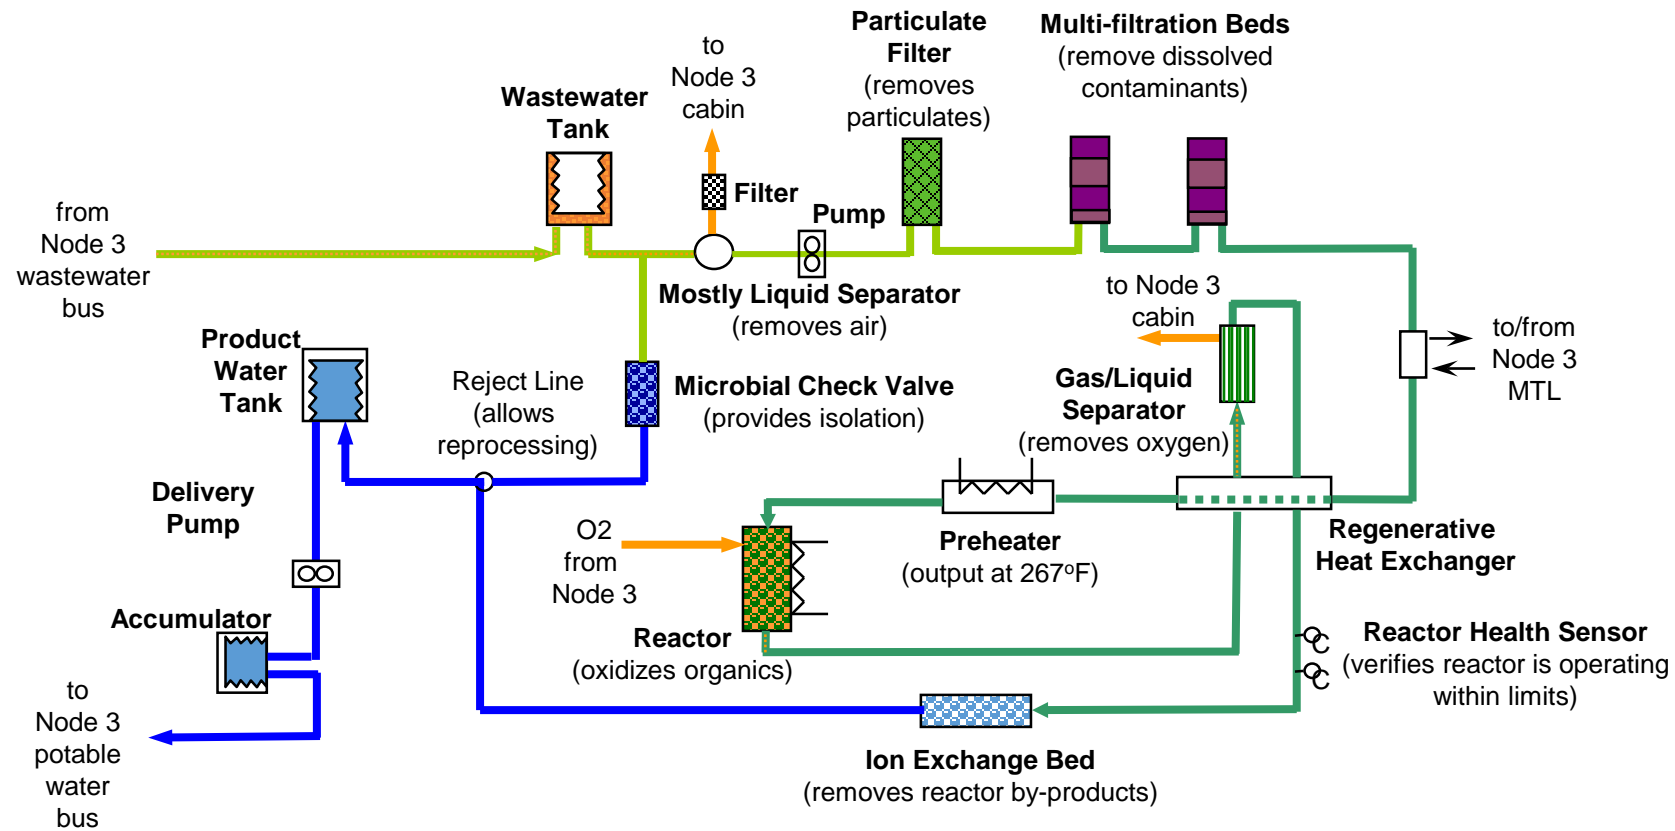 to
Node 3
cabin
Particulate
Filter
(removes
particulates)
Multi-filtration Beds
(remove dissolved
contaminants)
Wastewater
Tank
Filter
Pump
from
Node 3
wastewater
bus
Mostly Liquid Separator
(removes air)
to Node 3
cabin
to/from
Node 3
MTL
Product
Water
Tank
Reject Line
(allows
reprocessing)
Microbial Check Valve
(provides isolation)
Gas/Liquid
Separator
(removes oxygen)
Delivery
Pump
O2
from
Node 3
Preheater
(output at 267oF)
Regenerative
Heat Exchanger
Accumulator
Reactor
(oxidizes organics)
Reactor Health Sensor
(verifies reactor is operating
within limits)
C
C
to
Node 3
potable
water
bus
Ion Exchange Bed
(removes reactor by-products)